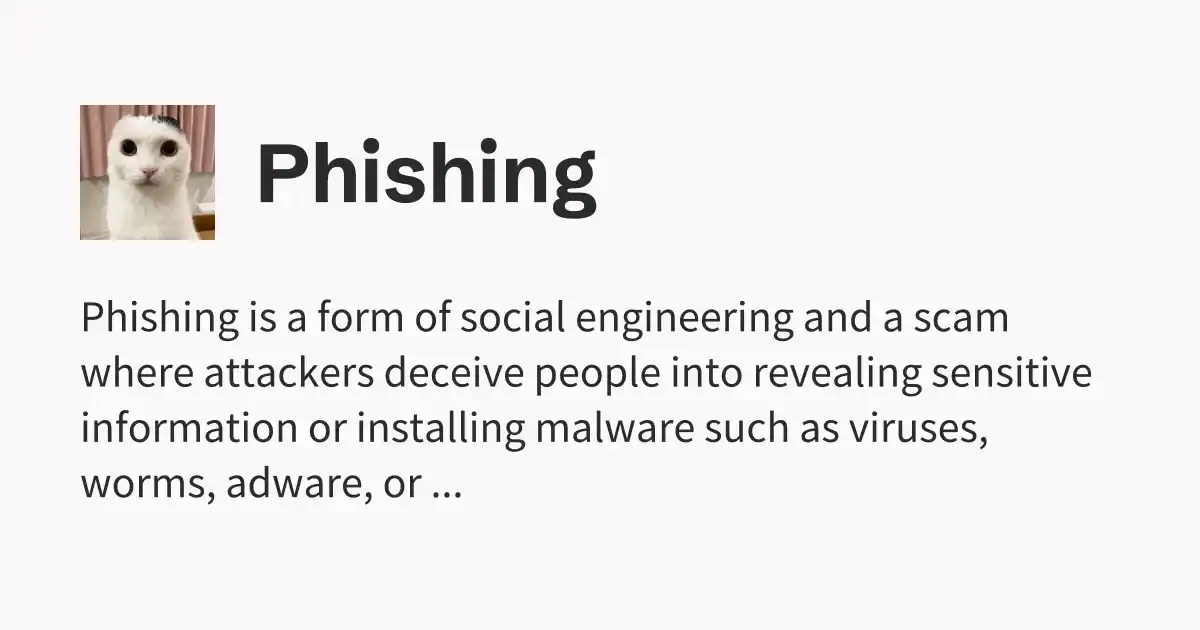 Phishing
Phishing is a form of social engineering and a scam
where attackers deceive people into revealing sensitive
information or installing malware such as viruses,
worms, adware, or ...